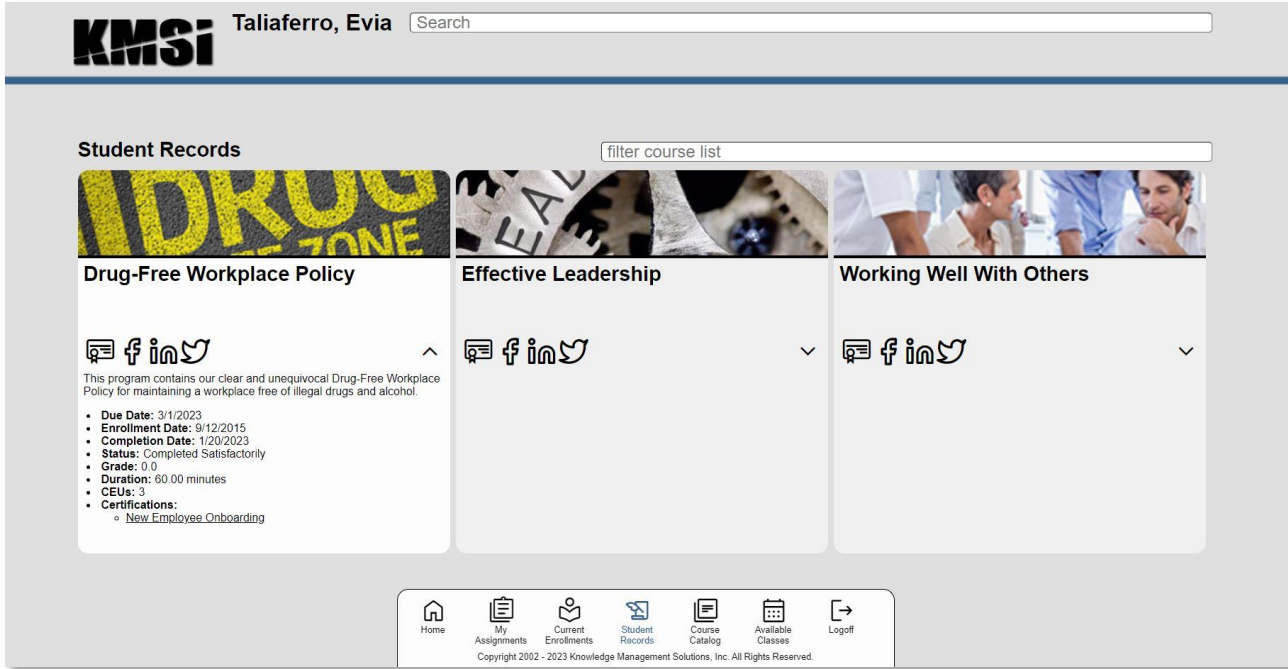 KMSi
Taliaferro, Evia
Search
Student Records
filter course list
DRUG
FREE ZONE
LEAD
Drug-Free Workplace Policy
Effective Leadership
Working Well With Others
This program contains our clear and unequivocal Drug-Free Workplace
Policy for maintaining a workplace free of illegal drugs and alcohol.
Due Date: 3/1/2023
Enrollment Date: 9/12/2015
Completion Date: 1/20/2023
Status: Completed Satisfactorily
Grade: 0.0
Duration: 60.00 minutes
CEUs: 3
Certifications:
New Employee Onboarding
Home
My
Assignments
Current
Enrollments
Student
Records
Course
Catalog
Available
Classes
Logoff
Copyright 2002 - 2023 Knowledge Management Solutions, Inc. All Rights Reserved.